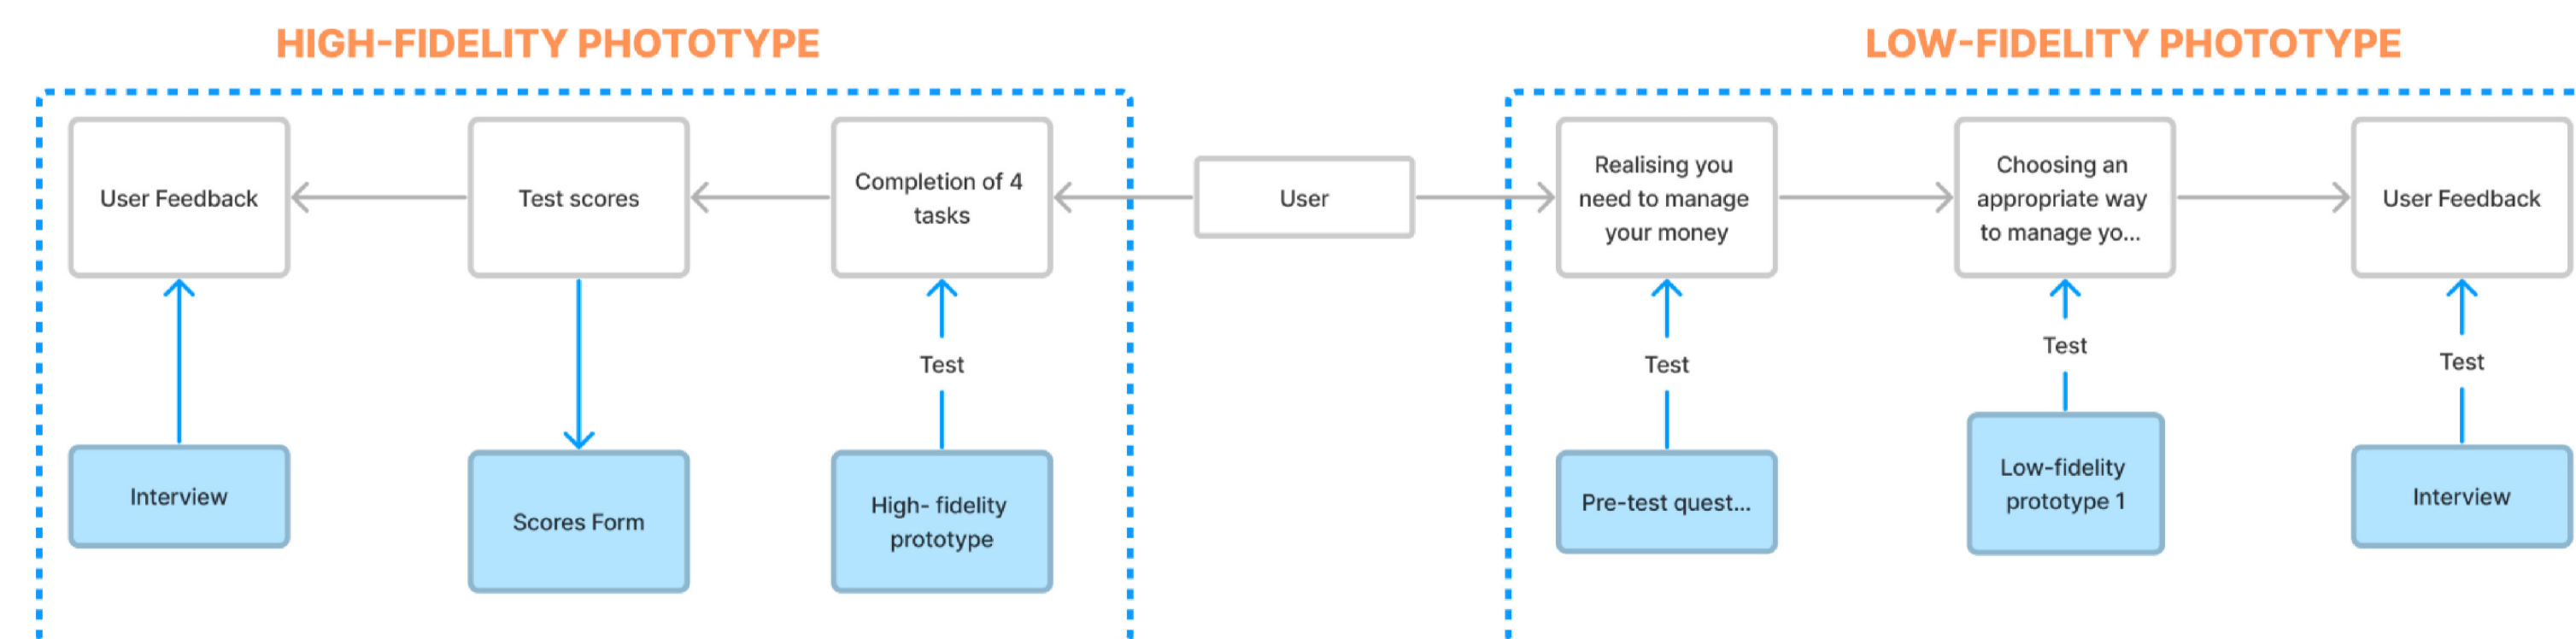 HIGH-FIDELITY PHOTOTYPE
LOW-FIDELITY PHOTOTYPE
User Feedback
Test scores
Completion of 4
tasks
User
Realising you
need to manage
your money
Choosing an
appropriate way
to manage yo...
User Feedback
Test
Test
Test
Test
Interview
Scores Form
High- fidelity
prototype
Pre-test quest...
Low-fidelity
prototype 1
Interview